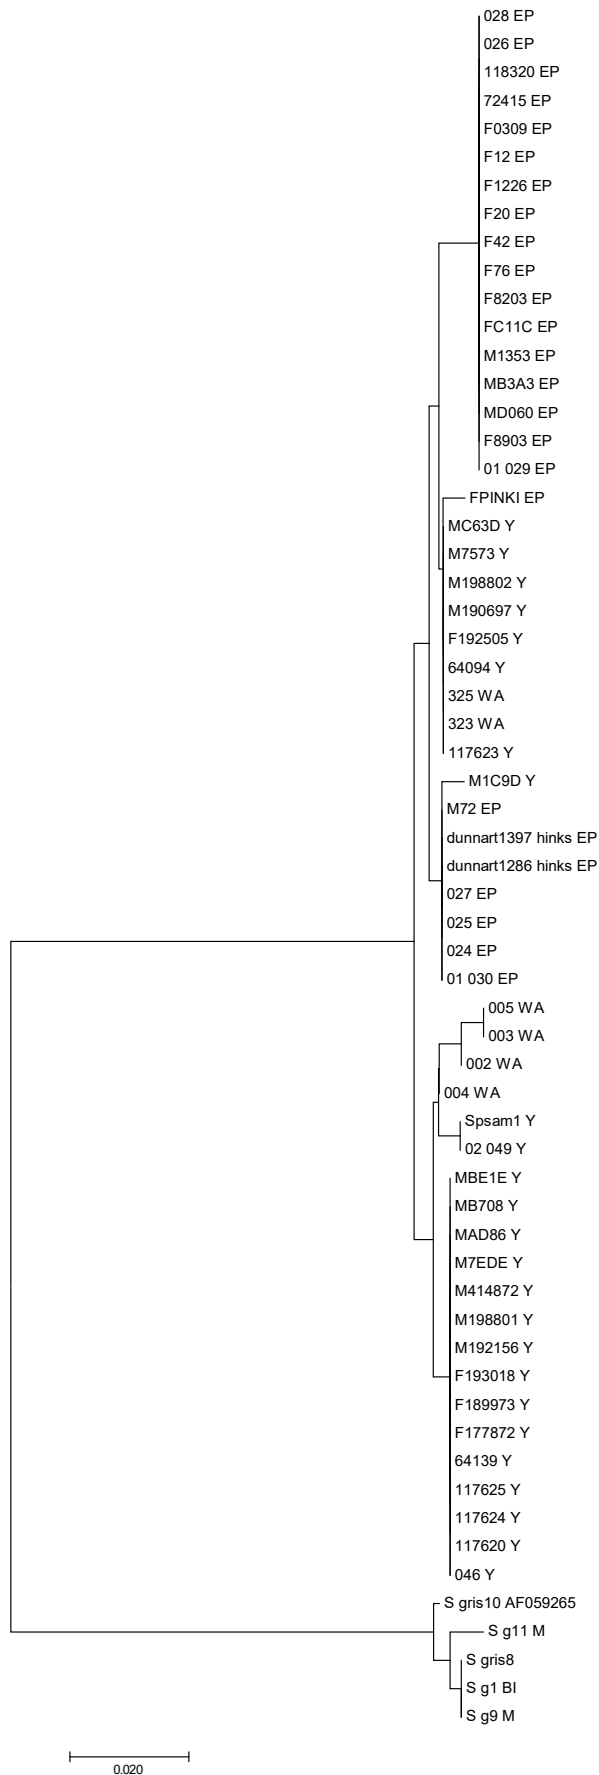 028 EP
026 EP
118320 EP
72415 EP
F0309 EP
F12 EP
F1226 EP
F20 EP
F42 EP
F76 EP
F8203 EP
FC11C EP
M1353 EP
MB3A3 EP
MD060 EP
F8903 EP
01 029 EP
FPINKI EP
MC63D Y
M7573 Y
M198802 Y
M190697 Y
F192505 Y
64094 Y
325 WA
323 WA
117623 Y
M1C9D Y
M72 EP
dunnart1397 hinks EP
dunnart1286 hinks EP
027 EP
025 EP
024 EP
01 030 EP
005 WA
003 WA
002 WA
004 WA
Spsam1 Y
02 049 Y
MBE1E Y
MB708 Y
MAD86 Y
M7EDE Y
M414872 Y
M198801 Y
M192156 Y
F193018 Y
F189973 Y
F177872 Y
64139 Y
117625 Y
117624 Y
117620 Y
046 Y
S gris10 AF059265
S g11 M
S gris8
S g1 BI
S g9 M
0.020